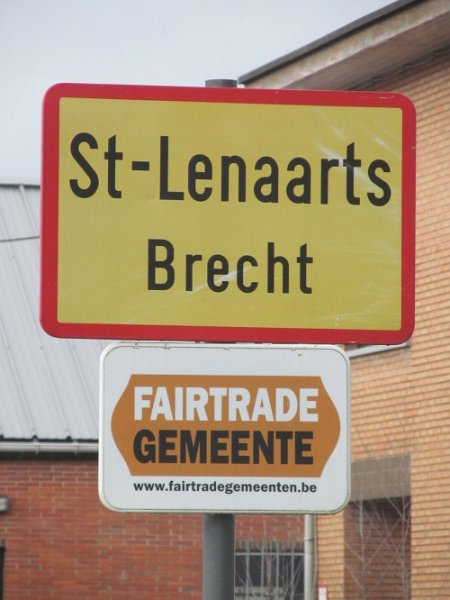 St-Lenaarts
Brecht
FAIRTRADE
GEMEENTE
www.fairtradegemeenten.be